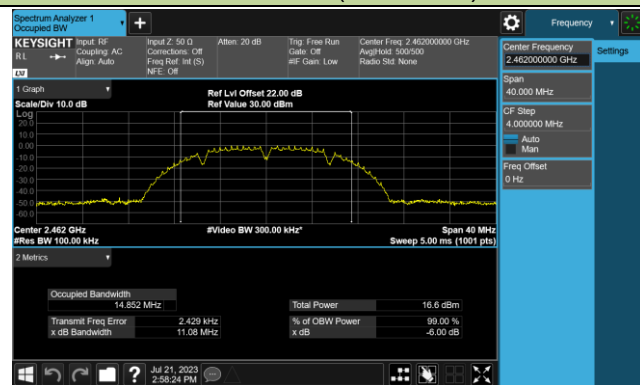 Spectrum Analyzer 1
Occupied BW
Frequency
KEYSIGHT
Input: RF
Input Z: 50 Ω
Atten: 20 dB
Trig: Free Run
Center Freq: 2.462000000 GHz
RL
Coupling: AC
Corrections: Off
Gate: Off
Avg|Hold: 500/500
Align: Auto
Freq Ref: Int (S)
#IF Gain: Low
Radio Std: None
NFE: Off
LXI
Center Frequency
2.462000000 GHz
Settings
Span
40.000 MHz
CF Step
4.000000 MHz
Auto
Man
Freq Offset
0 Hz
1 Graph
Ref Lvl Offset 22.00 dB
Scale/Div 10.0 dB
Ref Value 30.00 dBm
Log
20.0
10.0
0.00
-10.0
-20.0
-30.0
-40.0
-50.0
-60.0
Center 2.462 GHz
#Video BW 300.00 kHz*
Span 40 MHz
#Res BW 100.00 kHz
Sweep 5.00 ms (1001 pts)
2 Metrics
Occupied Bandwidth
14.852 MHz
Total Power
16.6 dBm
Transmit Freq Error
2.429 kHz
% of OBW Power
99.00 %
x dB Bandwidth
11.08 MHz
x dB
-6.00 dB
?
Jul 21, 2023
2:58:24 PM